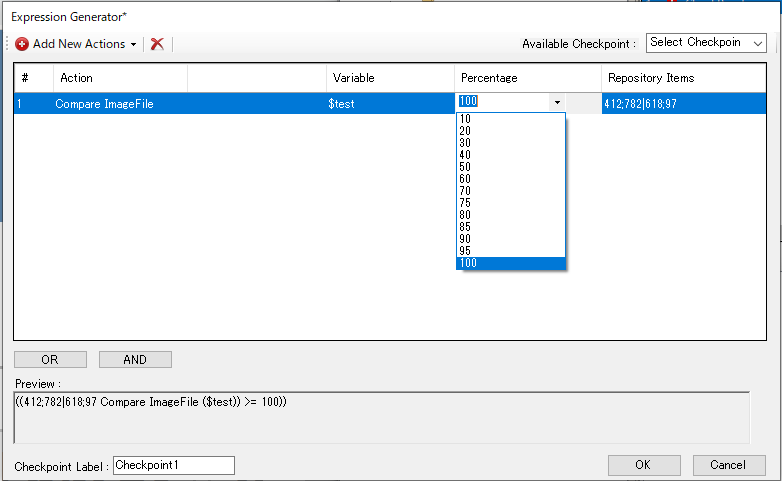 Expression Generator*
Add New Actions
Available Checkpoint :
Select Checkpoin
# Action Variable Percentage Repository Items
1 Compare ImageFile $test 100 412;782|618;97
10
20
30
40
50
60
70
75
80
85
90
95
100
OR AND
Preview :
((412;782|618;97 Compare ImageFile ($test)) >= 100))
Checkpoint Label : Checkpoint1
OK Cancel